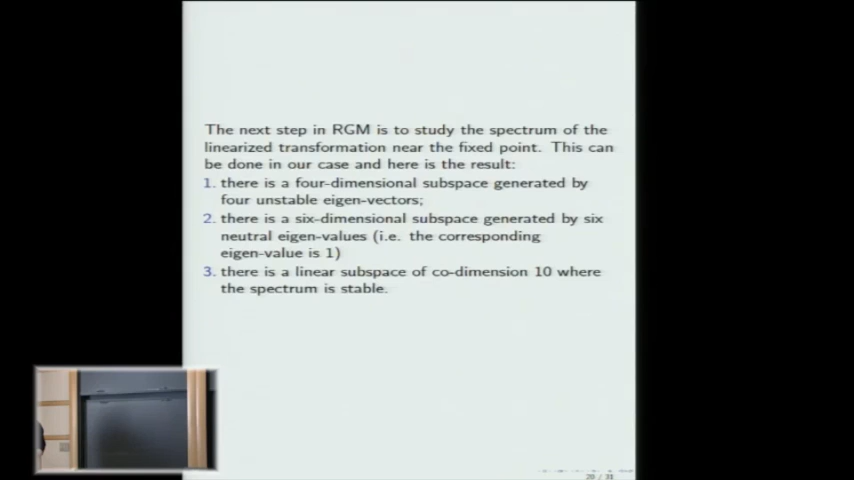 The next step in RGM is to study the spectrum of the
linearized transformation near the fixed point. This can
be done in our case and here is the result:
1. there is a four-dimensional subspace generated by
four unstable eigen-vectors;
2. there is a six-dimensional subspace generated by six
neutral eigen-values (i.e. the corresponding
eigen-value is 1)
3. there is a linear subspace of co-dimension 10 where
the spectrum is stable.
20 / 31